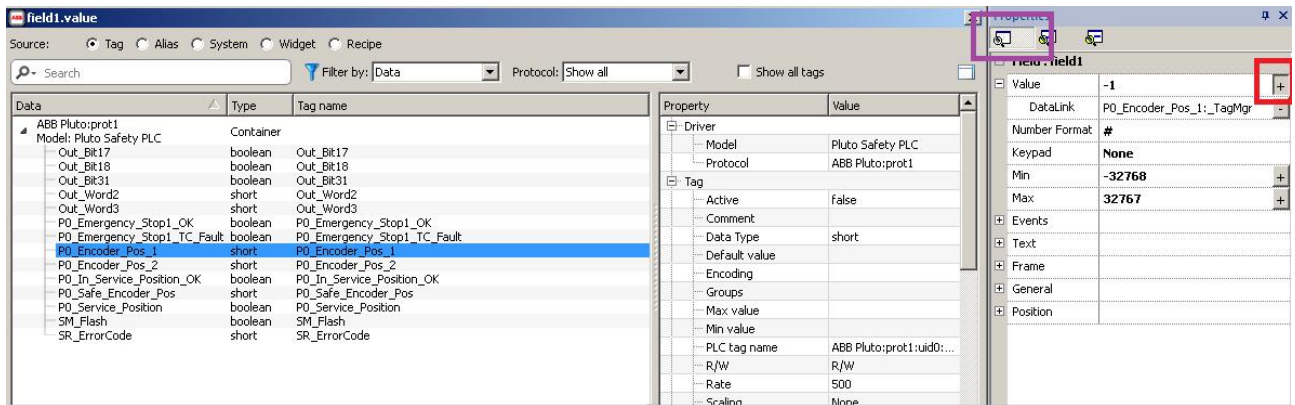 ABB field1.value
Source: Tag Alias System Widget Recipe
Search Filter by: Data Protocol: Show all Show all tags
Data Type Tag name
ABB Pluto:prot1
Model: Pluto Safety PLC Container
Out_Bit17 boolean Out_Bit17
Out_Bit18 boolean Out_Bit18
Out_Bit31 boolean Out_Bit31
Out_Word2 short Out_Word2
Out_Word3 short Out_Word3
P0_Emergency_Stop1_OK boolean P0_Emergency_Stop1_OK
P0_Emergency_Stop1_TC_Fault boolean P0_Emergency_Stop1_TC_Fault
P0_Encoder_Pos_1 short P0_Encoder_Pos_1
P0_Encoder_Pos_2 short P0_Encoder_Pos_2
P0_In_Service_Position_OK boolean P0_In_Service_Position_OK
P0_Safe_Encoder_Pos short P0_Safe_Encoder_Pos
P0_Service_Position boolean P0_Service_Position
SM_Flash boolean SM_Flash
SR_ErrorCode short SR_ErrorCode
Property Value
Driver
Model Pluto Safety PLC
Protocol ABB Pluto:prot1
Tag
Active false
Comment
Data Type short
Default value
Encoding
Groups
Max value
Min value
PLC tag name ABB Pluto:prot1:uid0:...
R/W R/W
Rate 500
Scaling None
Properties
Field : field1
Value -1 +
DataLink P0_Encoder_Pos_1:_TagMgr -
Number Format #
Keypad None
Min -32768 +
Max 32767 +
Events
Text
Frame
General
Position